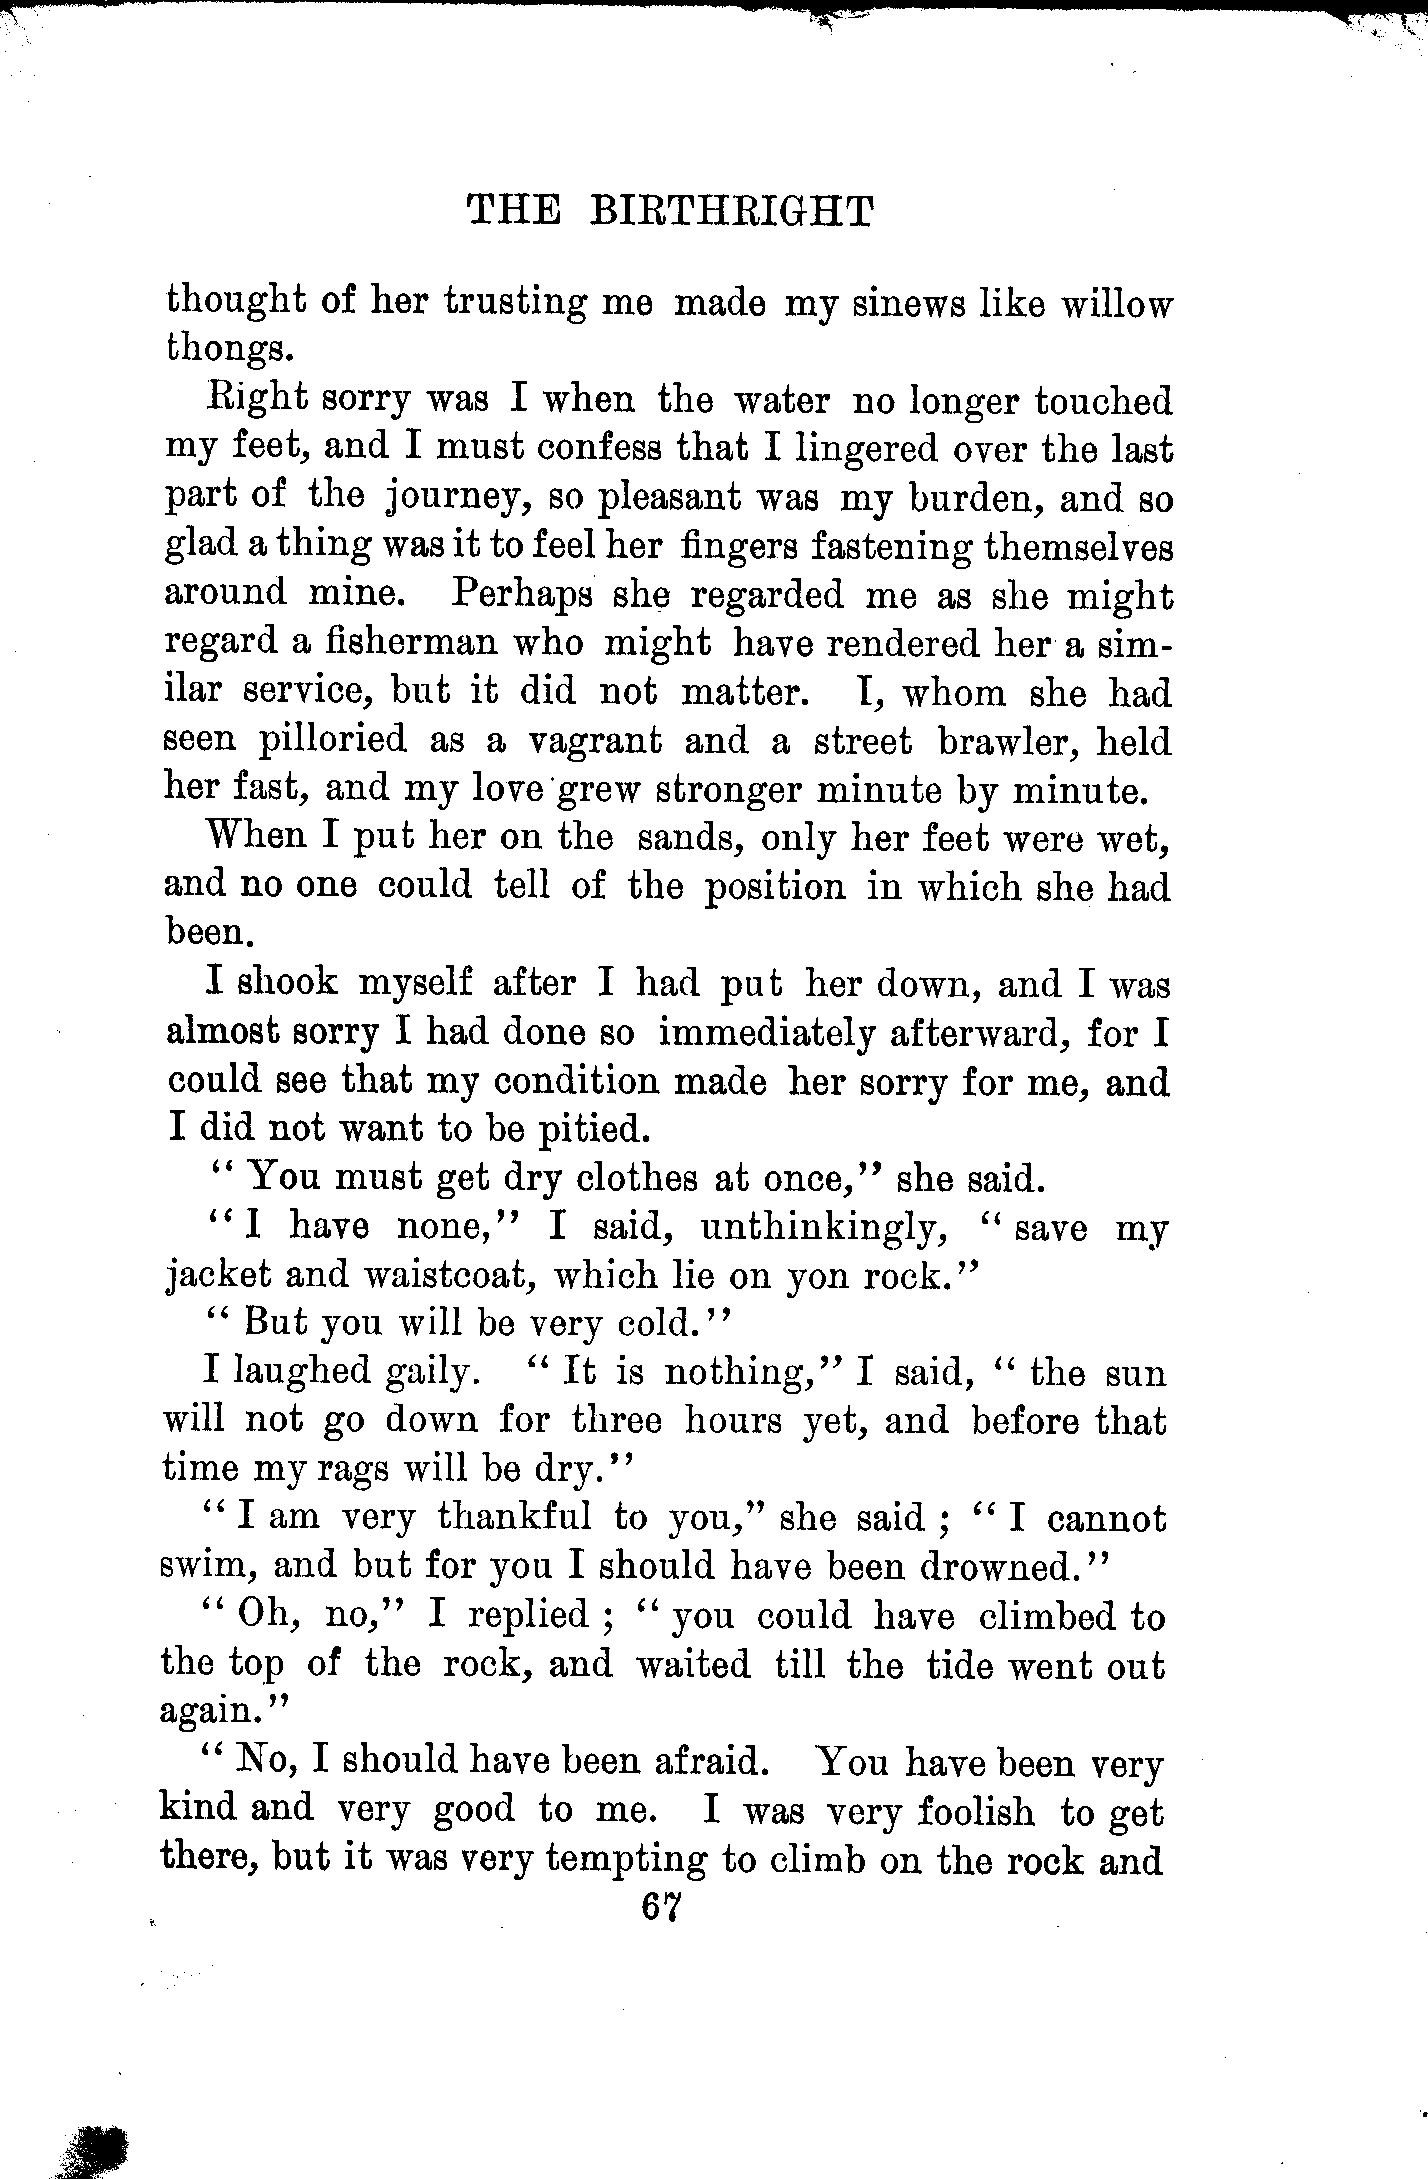 THE BIRTHRIGHT
thought of her trusting me made my sinews like willow
thongs.
Right sorry was I when the water no longer touched
my feet, and I must confess that I lingered over the last
part of the journey, so pleasant was my burden, and so
glad a thing was it to feel her fingers fastening themselves
around mine. Perhaps she regarded me as she might
regard a fisherman who might have rendered her a sim-
ilar service, but it did not matter. I, whom she had
seen pilloried as a vagrant and a street brawler, held
her fast, and my love grew stronger minute by minute.
When I put her on the sands, only her feet were wet,
and no one could tell of the position in which she had
been.
I shook myself after I had put her down, and I was
almost sorry I had done so immediately afterward, for I
could see that my condition made her sorry for me, and
I did not want to be pitied.
"You must get dry clothes at once," she said.
"I have none," I said, unthinkingly, "save my
jacket and waistcoat, which lie on yon rock."
"But you will be very cold."
I laughed gaily. "It is nothing," I said, "the sun
will not go down for three hours yet, and before that
time my rags will be dry."
"I am very thankful to you," she said; "I cannot
swim, and but for you I should have been drowned."
"Oh, no," I replied; "you could have climbed to
the top of the rock, and waited till the tide went out
again."
"No, I should have been afraid. You have been very
kind and very good to me. I was very foolish to get
there, but it was very tempting to climb on the rock and
67